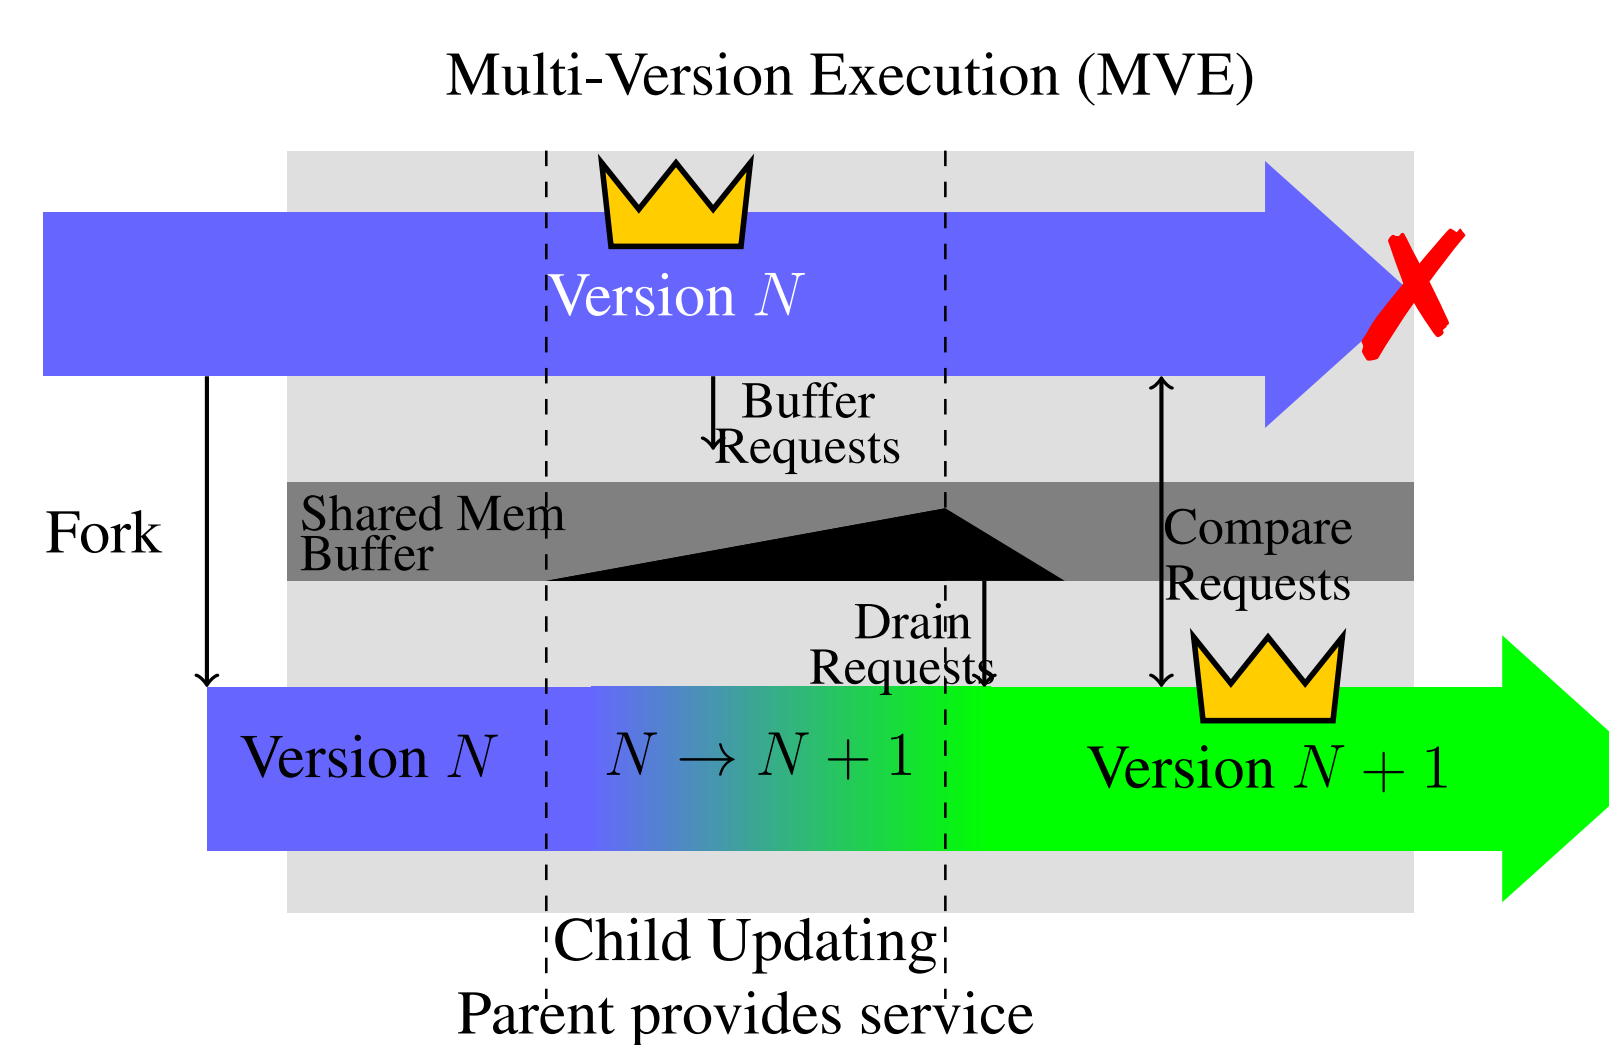 Multi-Version Execution (MVE)
Version N
Buffer
Requests
Shared Mem
Buffer
Fork
Compare
Requests
Drain
Requests
Version N
N → N + 1
Version N + 1
Child Updating
Parent provides service